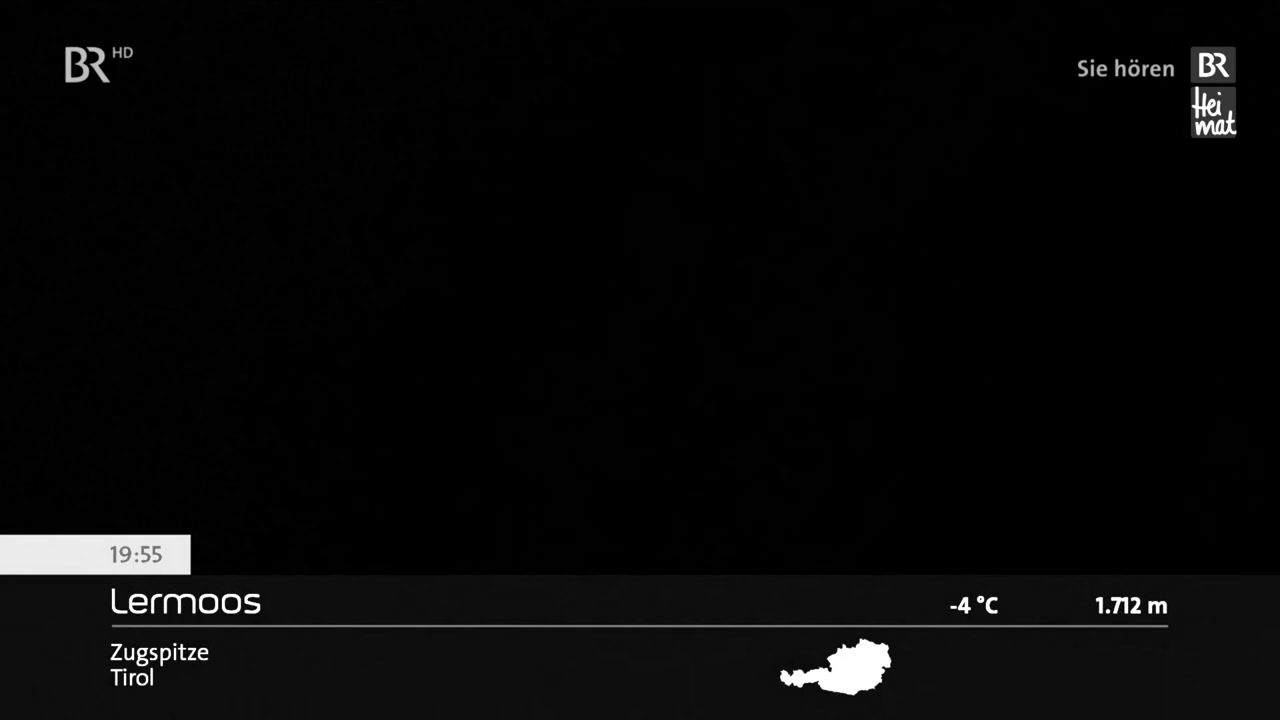 BR HD
Sie hören BR
Hei
mat
19:55
Lermoos -4 °C 1.712 m
Zugspitze
Tirol